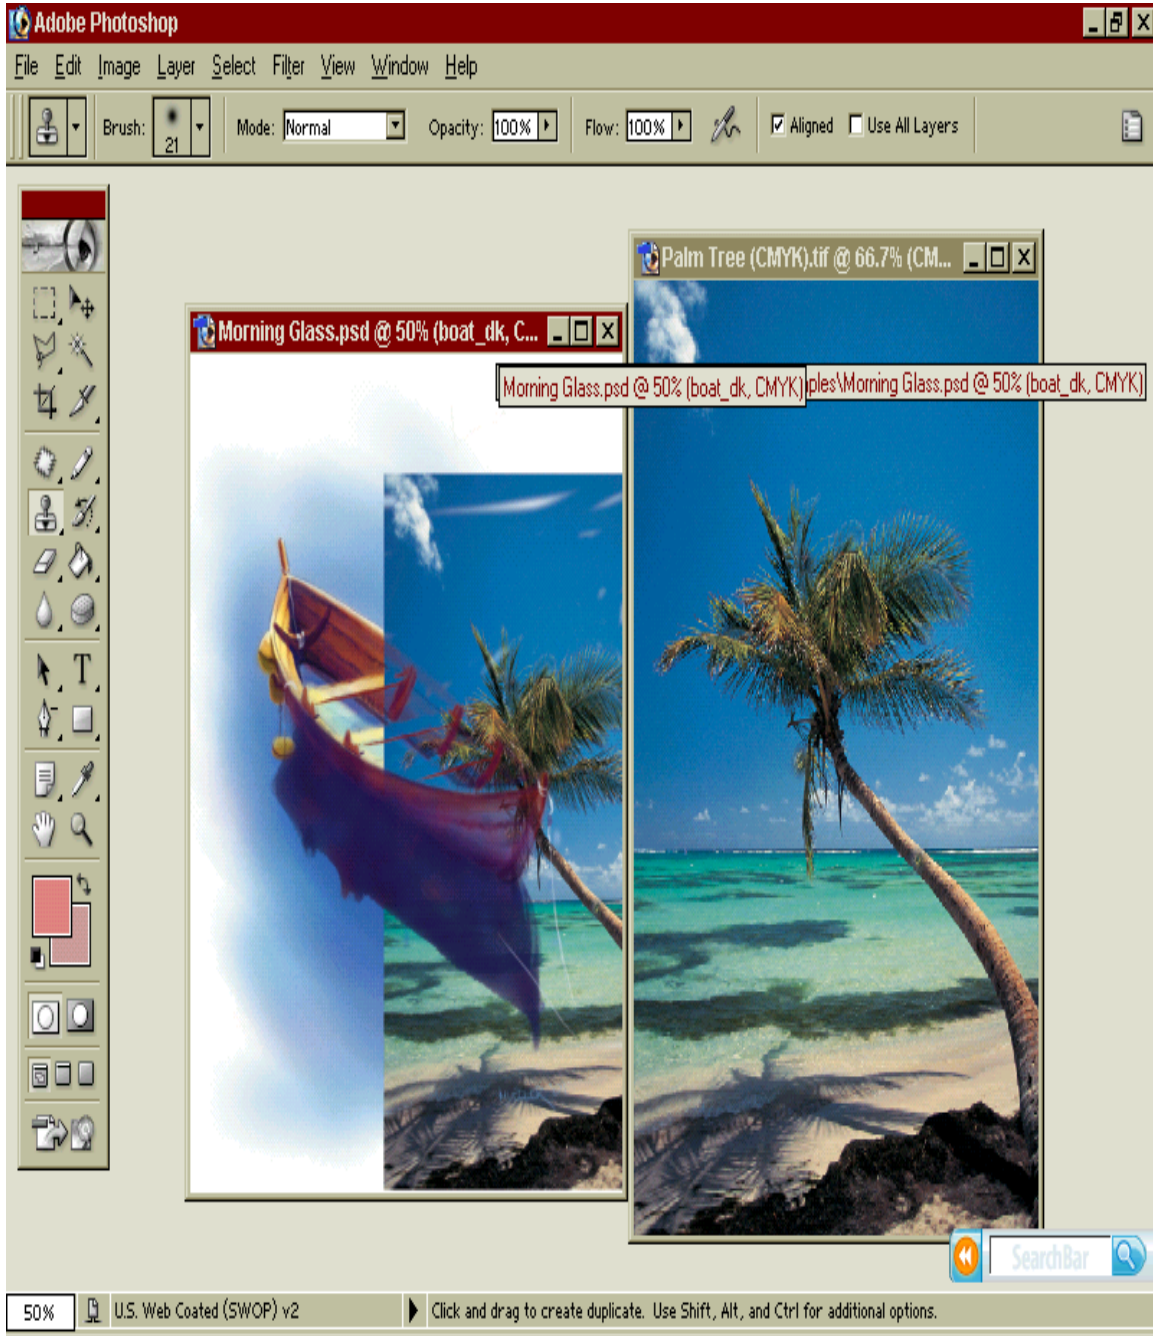 Adobe Photoshop
File Edit Image Layer Select Filter View Window Help
Brush: 21 Mode: Normal Opacity: 100% Flow: 100% Aligned Use All Layers
Palm Tree (CMYK).tif @ 66.7% (CM...
Morning Glass.psd @ 50% (boat_dk, C...
Morning Glass.psd @ 50% (boat_dk, CMYK) ples\Morning Glass.psd @ 50% (boat_dk, CMYK)
T
SearchBar
50% U.S. Web Coated (SWOP) v2 Click and drag to create duplicate. Use Shift, Alt, and Ctrl for additional options.